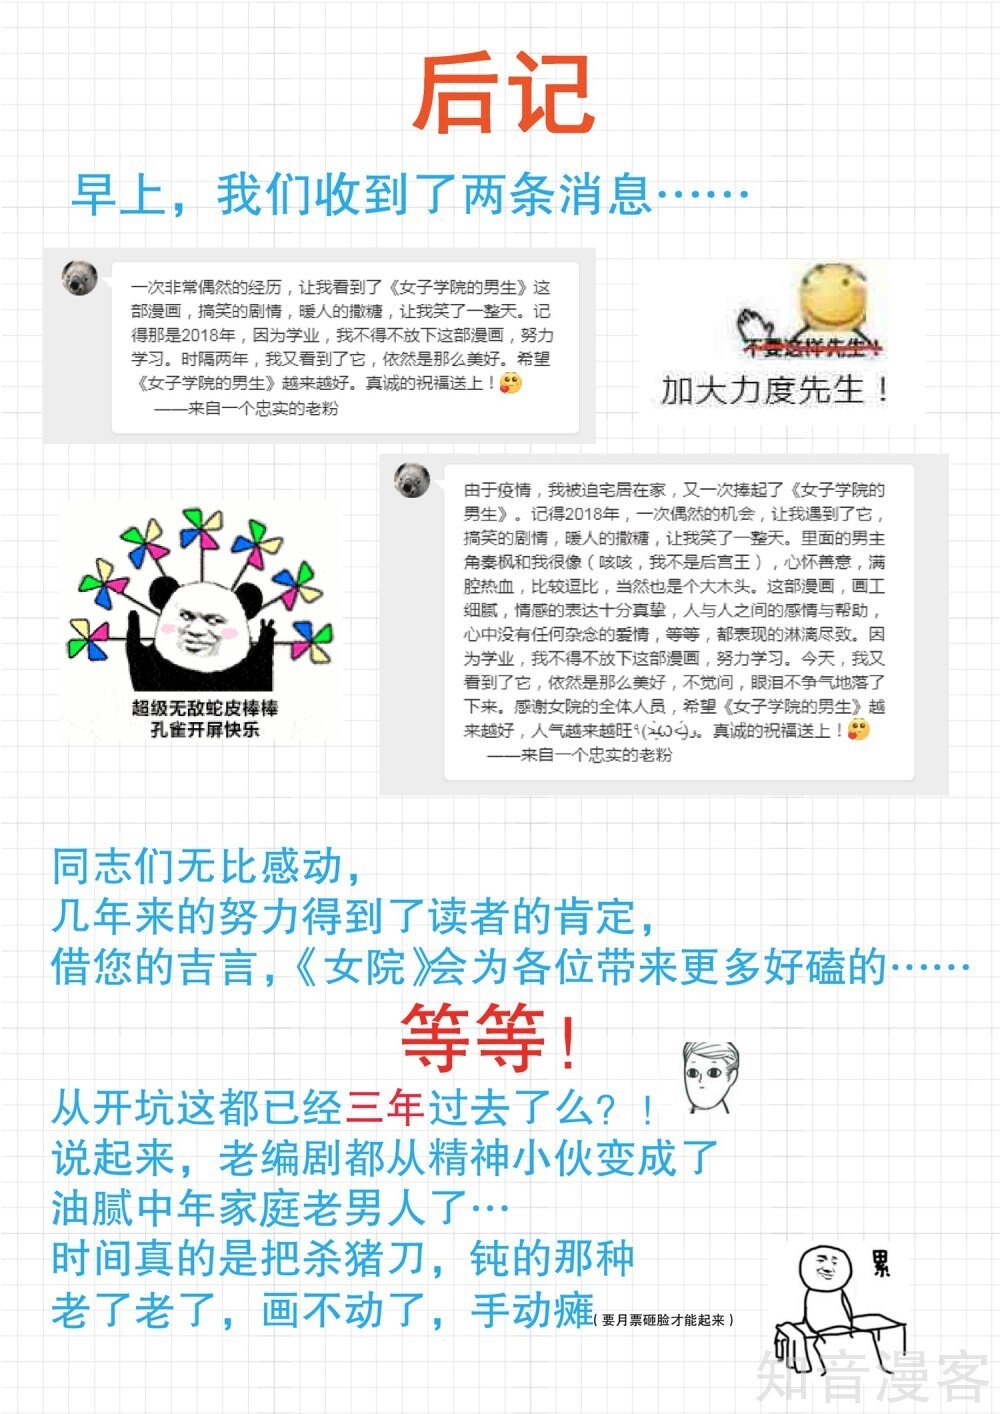 后记
早上，我们收到了两条消息……
一次非常偶然的经历，让我看到了《女子学院的男生》这
部漫画，搞笑的剧情，暖人的撒糖，让我笑了一整天。记
得那是2018年，因为学业，我不得不放下这部漫画，努力
学习。时隔两年，我又看到了它，依然是那么美好。希望
《女子学院的男生》越来越好。真诚的祝福送上！😘
——来自一个忠实的老粉
不要这样先生！
加大力度先生！
由于疫情，我被迫宅居在家，又一次捧起了《女子学院的
男生》。记得2018年，一次偶然的机会，让我遇到了它，
搞笑的剧情，暖人的撒糖，让我笑了一整天。里面的男主
角秦枫和我很像（咳咳，我不是后宫王），心怀善意，满
腔热血，比较逗比，当然也是个大木头。这部漫画，画工
细腻，情感的表达十分真挚，人与人之间的感情与帮助，
心中没有任何杂念的爱情，等等，都表现的淋漓尽致。因
为学业，我不得不放下这部漫画，努力学习。今天，我又
看到了它，依然是那么美好，不觉间，眼泪不争气地落了
下来。感谢女院的全体人员，希望《女子学院的男生》越
来越好，人气越来越旺。真诚的祝福送上！😘
——来自一个忠实的老粉
超级无敌蛇皮棒棒
孔雀开屏快乐
同志们无比感动，
几年来的努力得到了读者的肯定，
借您的吉言，《女院》会为各位带来更多好磕的……
等等！
从开坑这都已经三年过去了么？！
说起来，老编剧都从精神小伙变成了
油腻中年家庭老男人了…
时间真的是把杀猪刀，钝的那种
老了老了，画不动了，手动瘫（要月票砸脸才能起来）
累
知音漫客